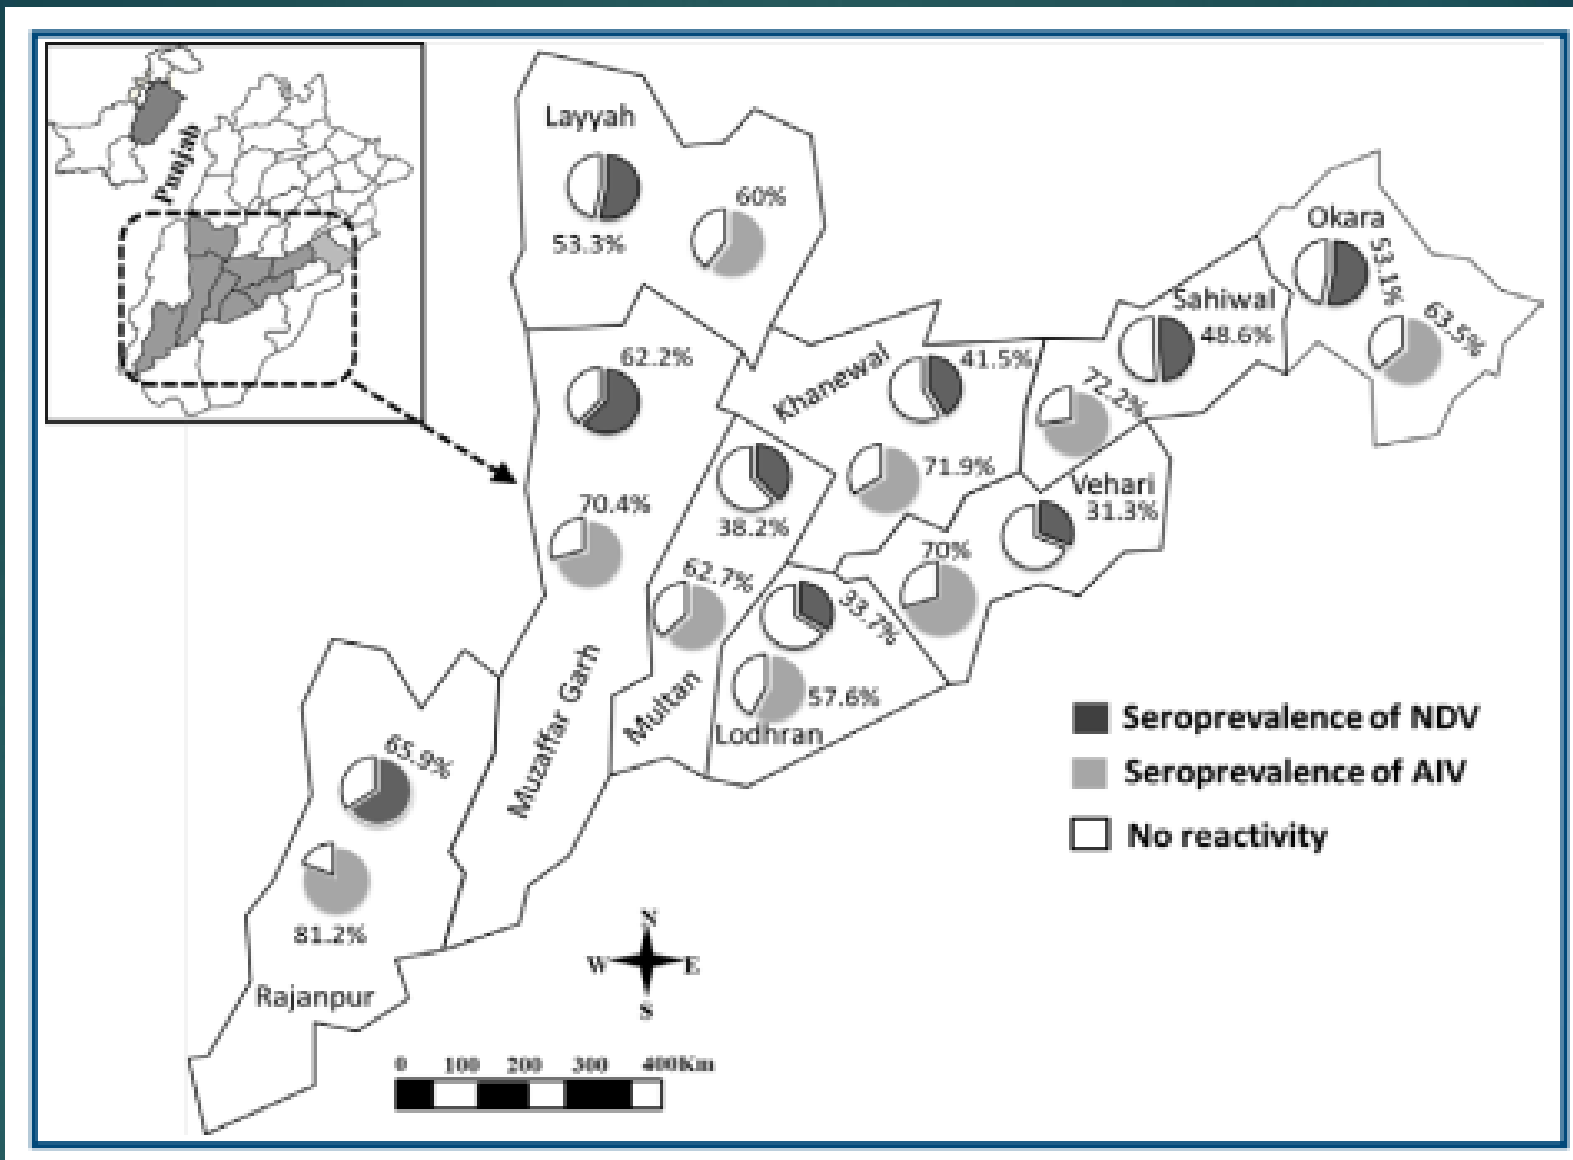 Punjab
Layyah
53.3%
60%
Okara
53.1%
63.5%
Sahiwal
48.6%
72.2%
62.2%
70.4%
Muzaffar Garh
Khanewal
41.5%
71.9%
38.2%
62.7%
Multan
Vehari
31.3%
70%
33.7%
57.6%
Lodhran
65.9%
81.2%
Rajanpur
Seroprevalence of NDV
Seroprevalence of AIV
No reactivity
N
W E
S
0 100 200 300 400Km